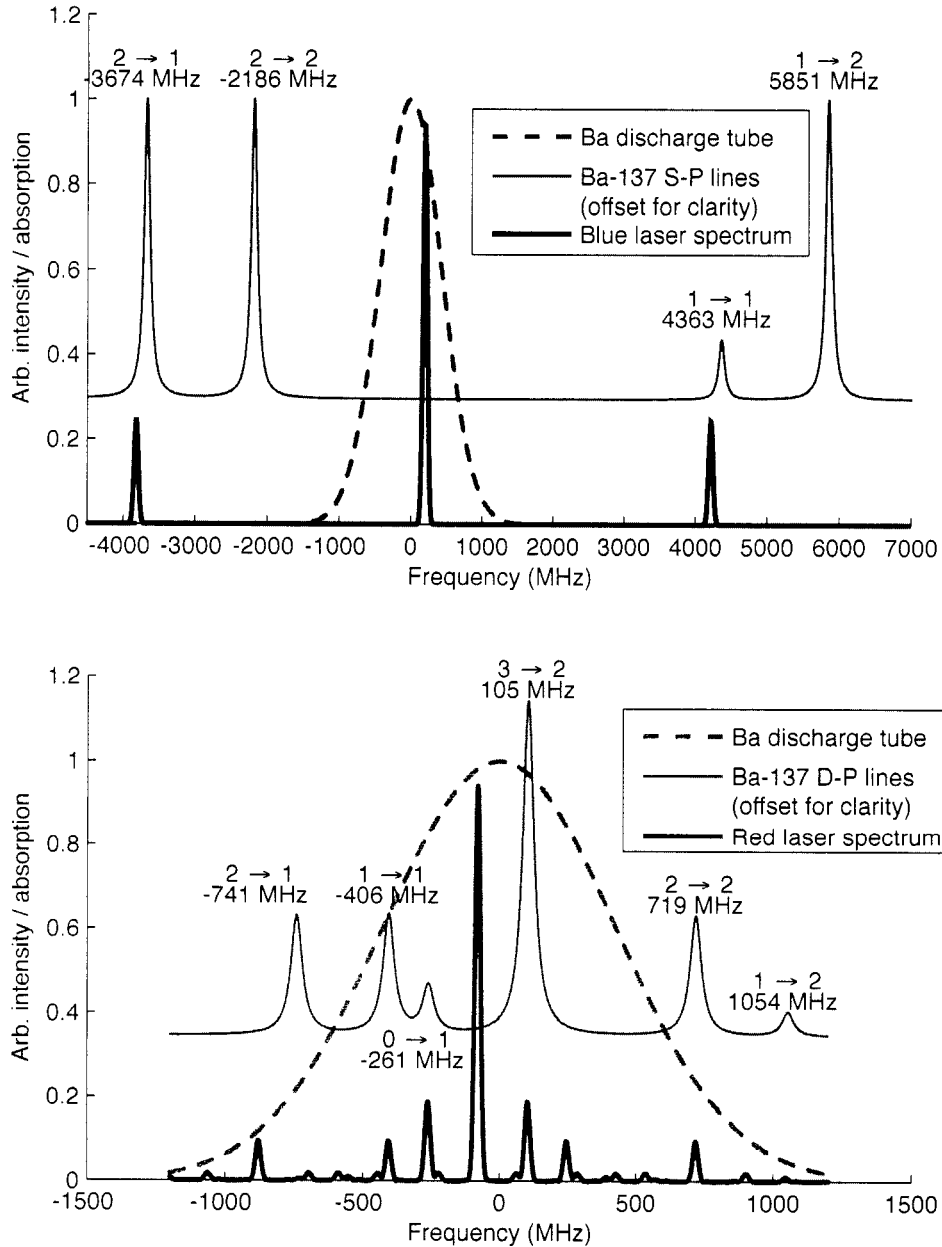 1.2
2 → 1
-3674 MHz
2 → 2
-2186 MHz
1 → 2
5851 MHz
1
Ba discharge tube
Ba-137 S-P lines
(offset for clarity)
Blue laser spectrum
0.8
0.6
1 → 1
4363 MHz
0.4
0.2
0
Arb. intensity / absorption
-4000 -3000 -2000 -1000 0 1000 2000 3000 4000 5000 6000 7000
Frequency (MHz)
1.2
3 → 2
105 MHz
Ba discharge tube
Ba-137 D-P lines
(offset for clarity)
Red laser spectrum
1
0.8
2 → 1
-741 MHz
1 → 1
-406 MHz
2 → 2
719 MHz
0.6
1 → 2
1054 MHz
0.4
0 → 1
-261 MHz
0.2
0
Arb. intensity / absorption
-1500 -1000 -500 0 500 1000 1500
Frequency (MHz)